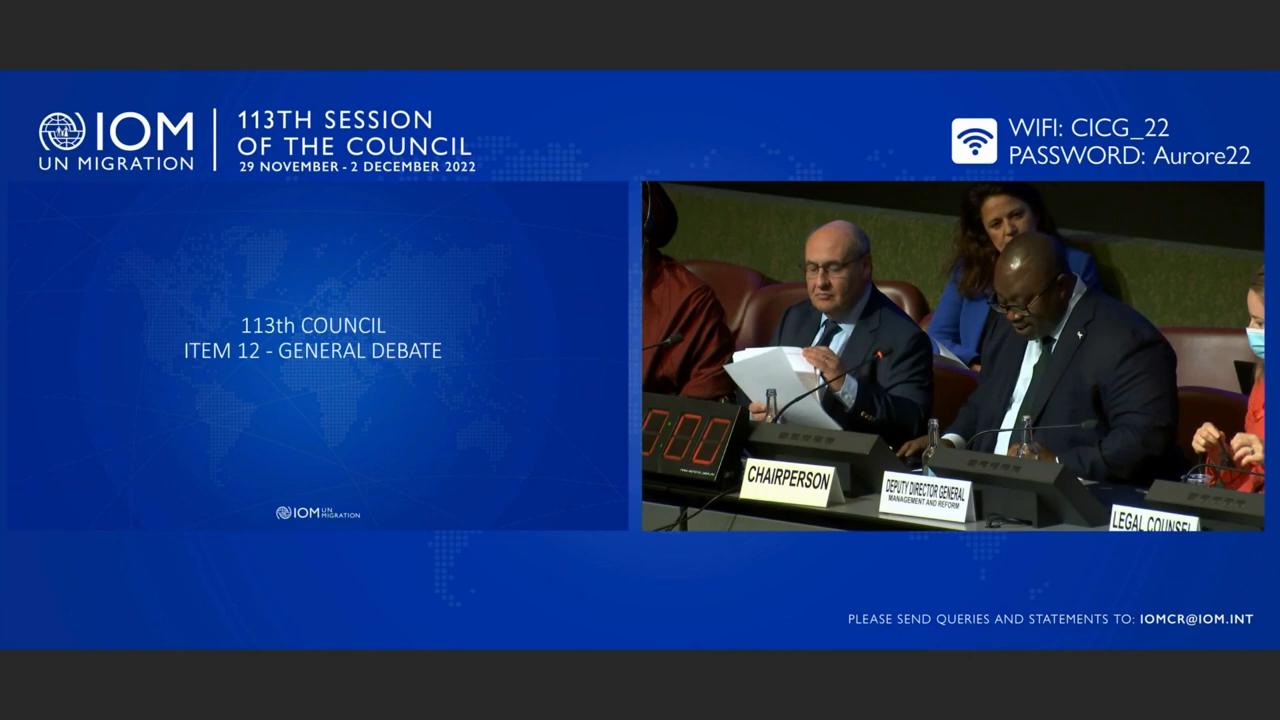 IOM
UN MIGRATION
113TH SESSION
OF THE COUNCIL
29 NOVEMBER - 2 DECEMBER 2022
WIFI: CICG_22
PASSWORD: Aurore22
113th COUNCIL
ITEM 12 - GENERAL DEBATE
IOM UN MIGRATION
:00
CHAIRPERSON
DEPUTY DIRECTOR GENERAL
MANAGEMENT AND REFORM
LEGAL COUNSEL
PLEASE SEND QUERIES AND STATEMENTS TO: IOMCR@IOM.INT